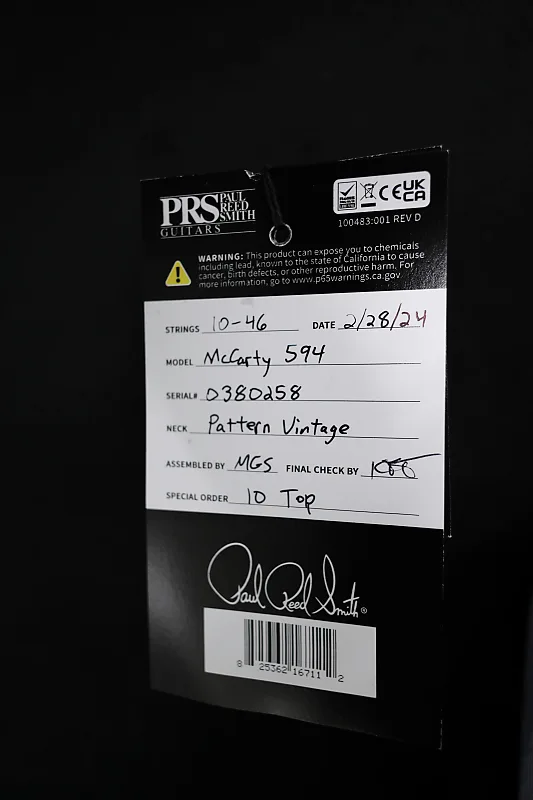 PRS PAUL REED SMITH
GUITARS
UK CA CE
100483:001 REV D
WARNING: This product can expose you to chemicals
including lead, known to the state of California to cause
cancer, birth defects, or other reproductive harm. For
more information, go to www.p65warnings.ca.gov
STRINGS 10-46 DATE 2/28/24
MODEL McCarty 594
SERIAL# 0380258
NECK Pattern Vintage
ASSEMBLED BY MGS FINAL CHECK BY
SPECIAL ORDER 10 Top
Paul Reed Smith®
8 25362 16711 2